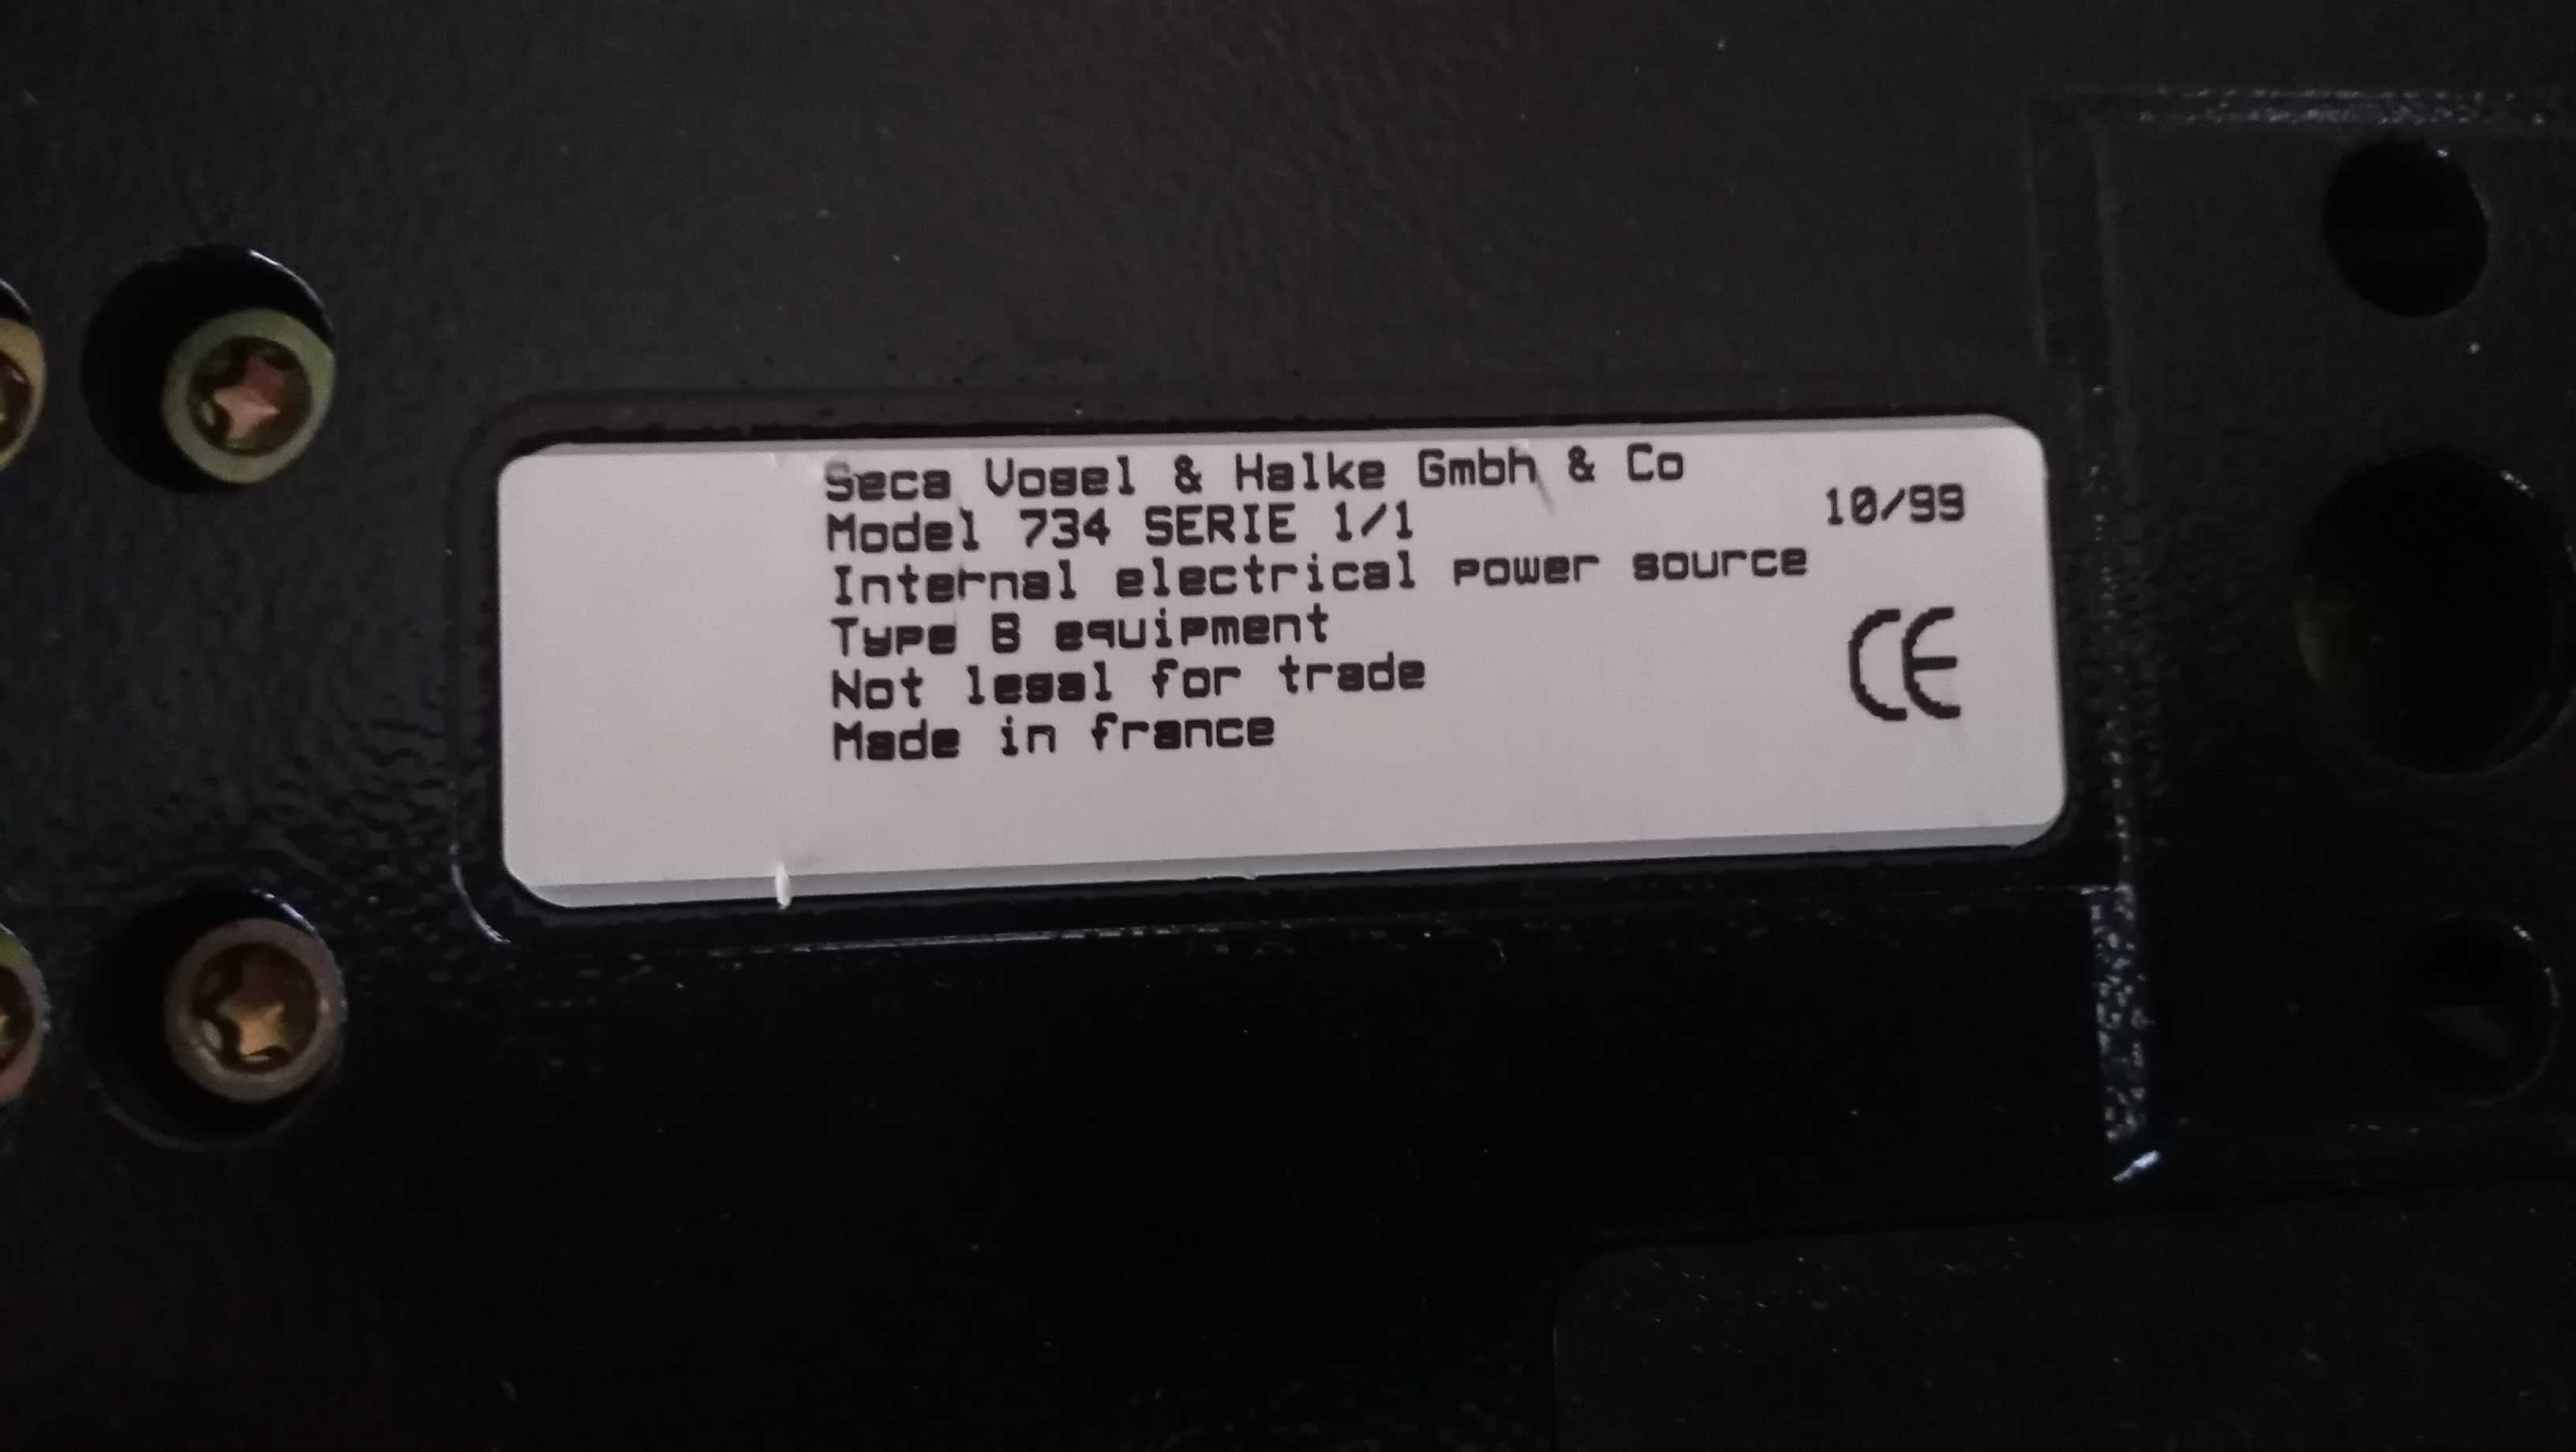 Seca Vogel & Halke Gmbh & Co
Model 734 SERIE 1/1
10/99
Internal electrical power source
Type B equipment
Not legal for trade
Made in france
CE